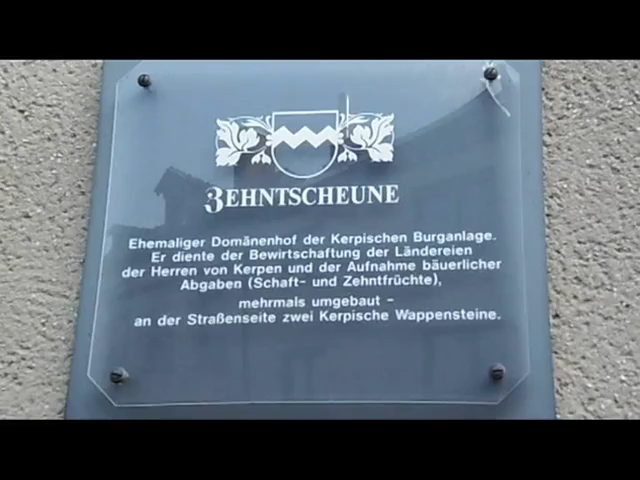 ZEHNTSCHEUNE
Ehemaliger Domänenhof der Kerpischen Burganlage.
Er diente der Bewirtschaftung der Ländereien
der Herren von Kerpen und der Aufnahme bäuerlicher
Abgaben (Schaft- und Zehntfrüchte),
mehrmals umgebaut –
an der Straßenseite zwei Kerpische Wappensteine.